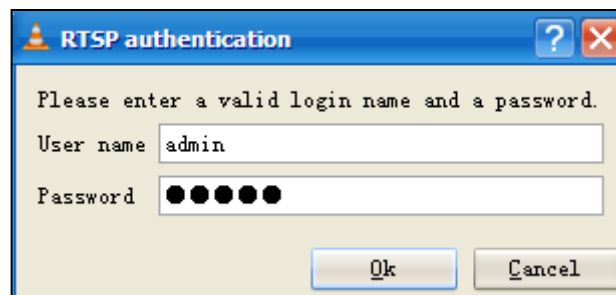 RTSP authentication
Please enter a valid login name and a password.
User name admin
Password ●●●●●
Ok Cancel